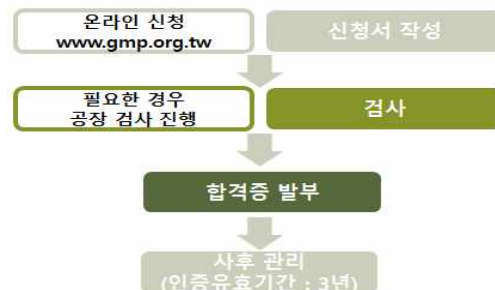 온라인 신청
www.gmp.org.tw
신청서 작성
필요한 경우
공장 검사 진행
검사
합격증 발부
사후 관리
(인증유효기간 : 3년)